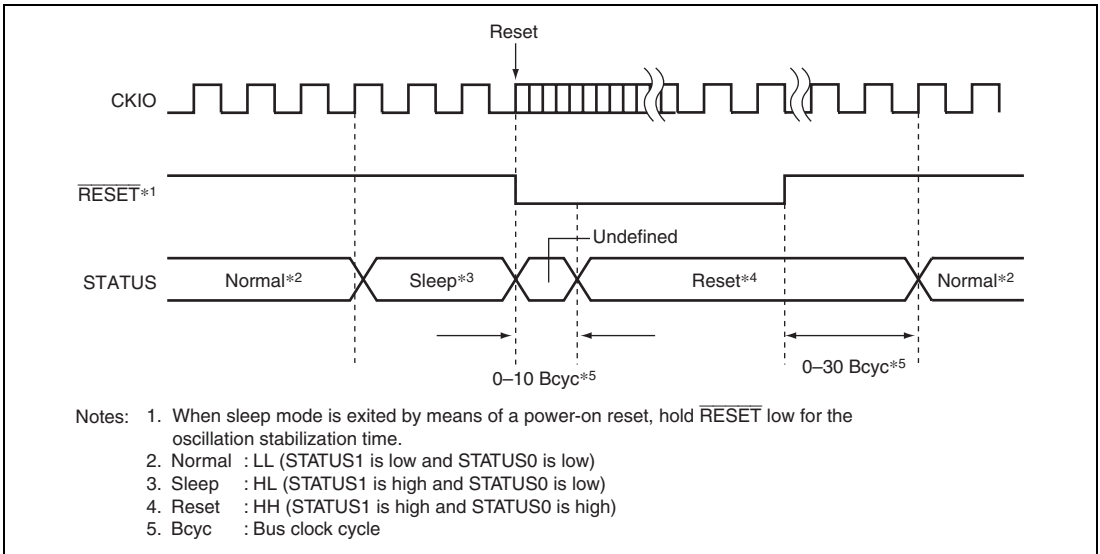 Reset
CKIO
RESET*1
Undefined
STATUS
Normal*2
Sleep*3
Reset*4
Normal*2
0–10 Bcyc*5
0–30 Bcyc*5
Notes: 1. When sleep mode is exited by means of a power-on reset, hold RESET low for the
oscillation stabilization time.
2. Normal : LL (STATUS1 is low and STATUS0 is low)
3. Sleep : HL (STATUS1 is high and STATUS0 is low)
4. Reset : HH (STATUS1 is high and STATUS0 is high)
5. Bcyc : Bus clock cycle